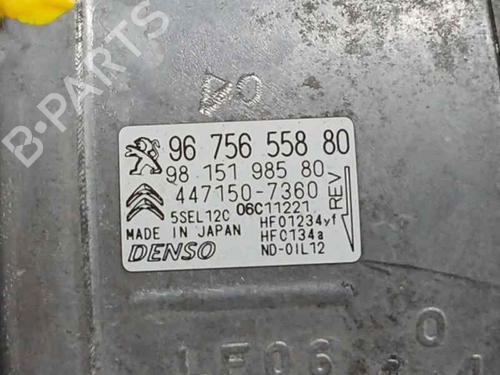 B-PARTS
96 756 558 80
98 151 985 80
447150-7360
5SEL12C 06C11221
MADE IN JAPAN
DENSO
HFO1234yf
HFC134a
ND-OIL12
REV